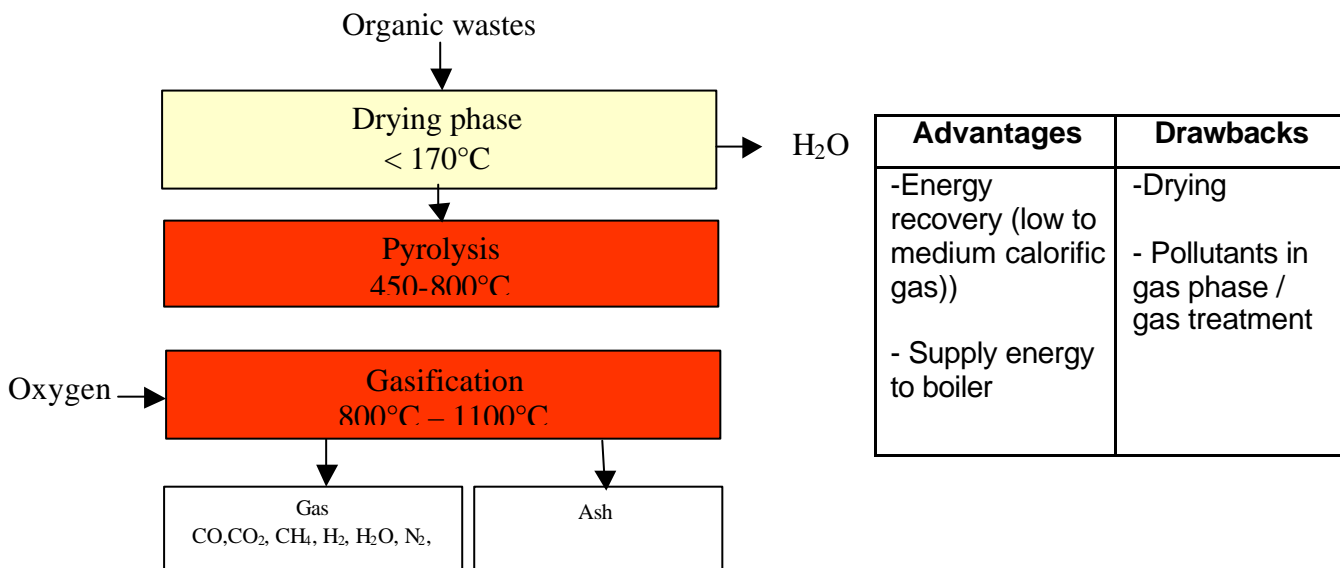 Organic wastes
Drying phase
< 170°C
H₂O
Pyrolysis
450-800°C
Oxygen
Gasification
800°C – 1100°C
Gas
CO,CO₂, CH₄, H₂, H₂O, N₂,
Ash
Advantages
-Energy
recovery (low to
medium calorific
gas))
- Supply energy
to boiler
Drawbacks
-Drying
- Pollutants in
gas phase /
gas treatment